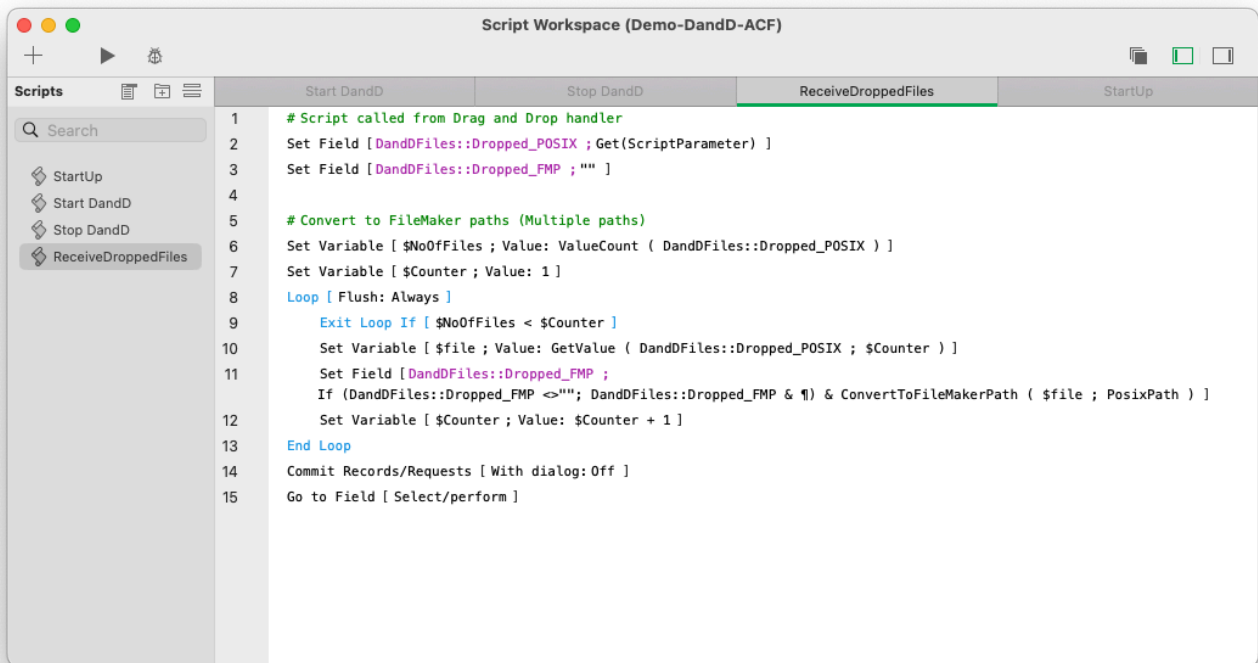 Script Workspace (Demo-DandD-ACF)
Scripts
Search
StartUp
Start DandD
Stop DandD
ReceiveDroppedFiles
Start DandD
Stop DandD
ReceiveDroppedFiles
StartUp
1 # Script called from Drag and Drop handler
2 Set Field [ DandDFiles::Dropped_POSIX ; Get(ScriptParameter) ]
3 Set Field [ DandDFiles::Dropped_FMP ; "" ]
4
5 # Convert to FileMaker paths (Multiple paths)
6 Set Variable [ $NoOfFiles ; Value: ValueCount ( DandDFiles::Dropped_POSIX ) ]
7 Set Variable [ $Counter ; Value: 1 ]
8 Loop [ Flush: Always ]
9 Exit Loop If [ $NoOfFiles < $Counter ]
10 Set Variable [ $file ; Value: GetValue ( DandDFiles::Dropped_POSIX ; $Counter ) ]
11 Set Field [ DandDFiles::Dropped_FMP ;
If (DandDFiles::Dropped_FMP <>""; DandDFiles::Dropped_FMP & ¶) & ConvertToFileMakerPath ( $file ; PosixPath ) ]
12 Set Variable [ $Counter ; Value: $Counter + 1 ]
13 End Loop
14 Commit Records/Requests [ With dialog: Off ]
15 Go to Field [ Select/perform ]